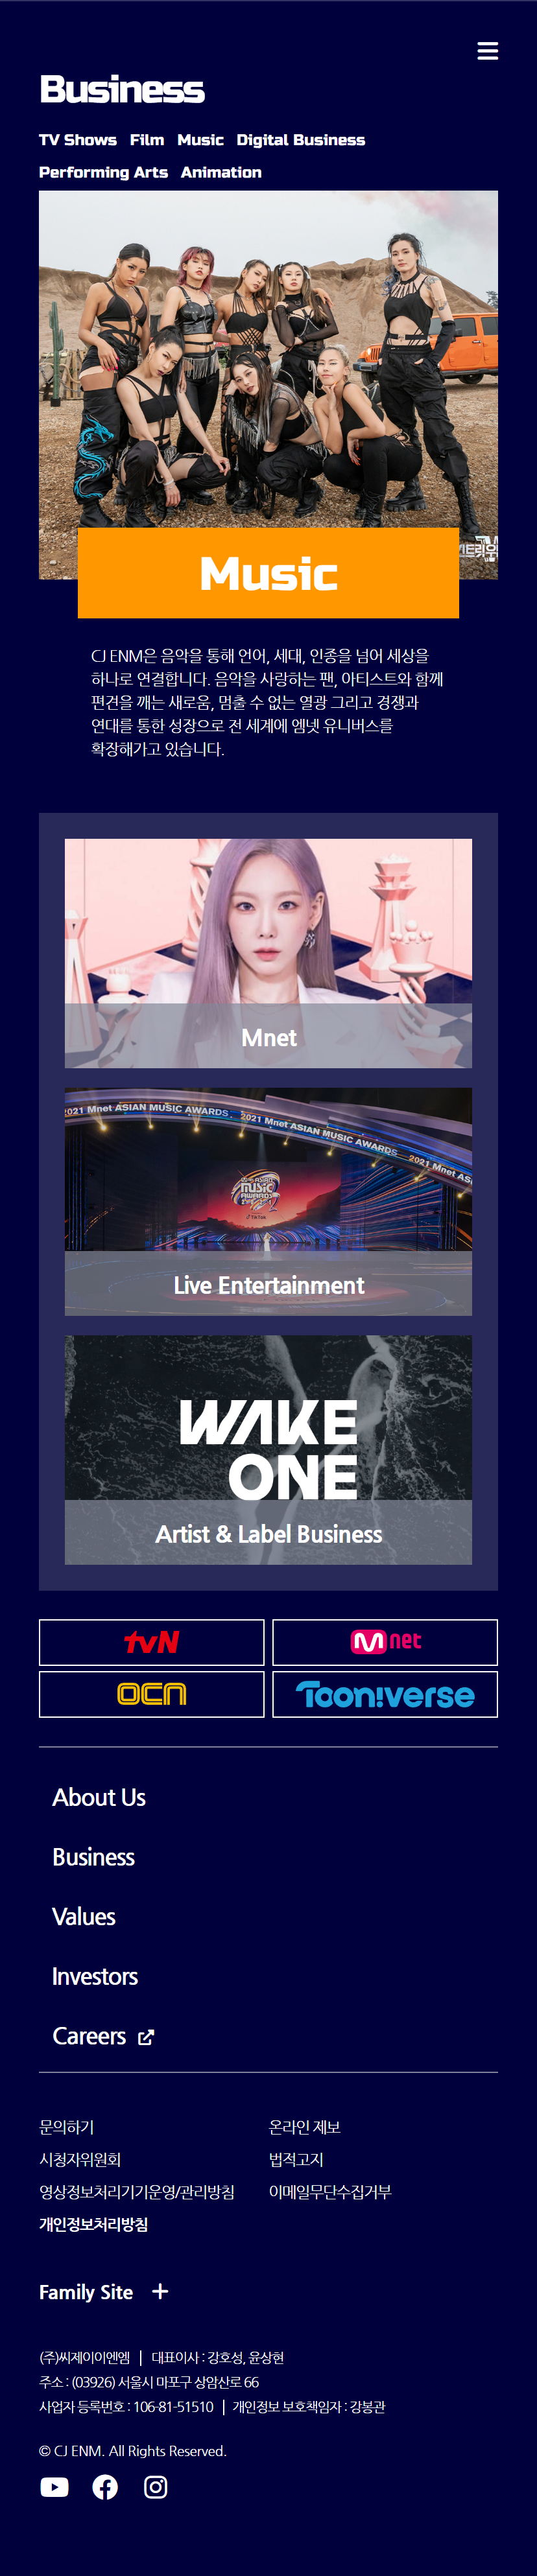 Business
TV Shows Film Music Digital Business
Performing Arts Animation
Music
CJ ENM은 음악을 통해 언어, 세대, 인종을 넘어 세상을
하나로 연결합니다. 음악을 사랑하는 팬, 아티스트와 함께
편견을 깨는 새로움, 멈출 수 없는 열광 그리고 경쟁과
연대를 통한 성장으로 전 세계에 엠넷 유니버스를
확장해가고 있습니다.
Mnet
2021 Mnet ASIAN MUSIC AWARDS 2021 Mnet ASIAN MUSIC AWARDS 2021 Mnet ASIAN
ASIAN
MUSIC
AWARDS
TikTok
Live Entertainment
WAKE
ONE
Artist & Label Business
tvN Mnet
OCN Tooniverse
About Us
Business
Values
Investors
Careers
문의하기 온라인 제보
시청자위원회 법적고지
영상정보처리기기운영/관리방침 이메일무단수집거부
개인정보처리방침
Family Site +
(주)씨제이이엔엠 | 대표이사 : 강호성, 윤상현
주소 : (03926) 서울시 마포구 상암산로 66
사업자 등록번호 : 106-81-51510 | 개인정보 보호책임자 : 강봉관
© CJ ENM. All Rights Reserved.